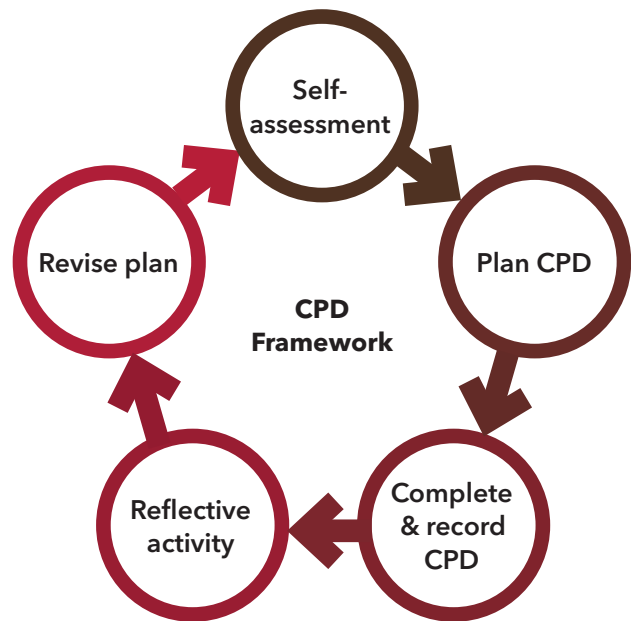 Self-
assessment
Plan CPD
Complete
& record
CPD
Reflective
activity
Revise plan
CPD
Framework